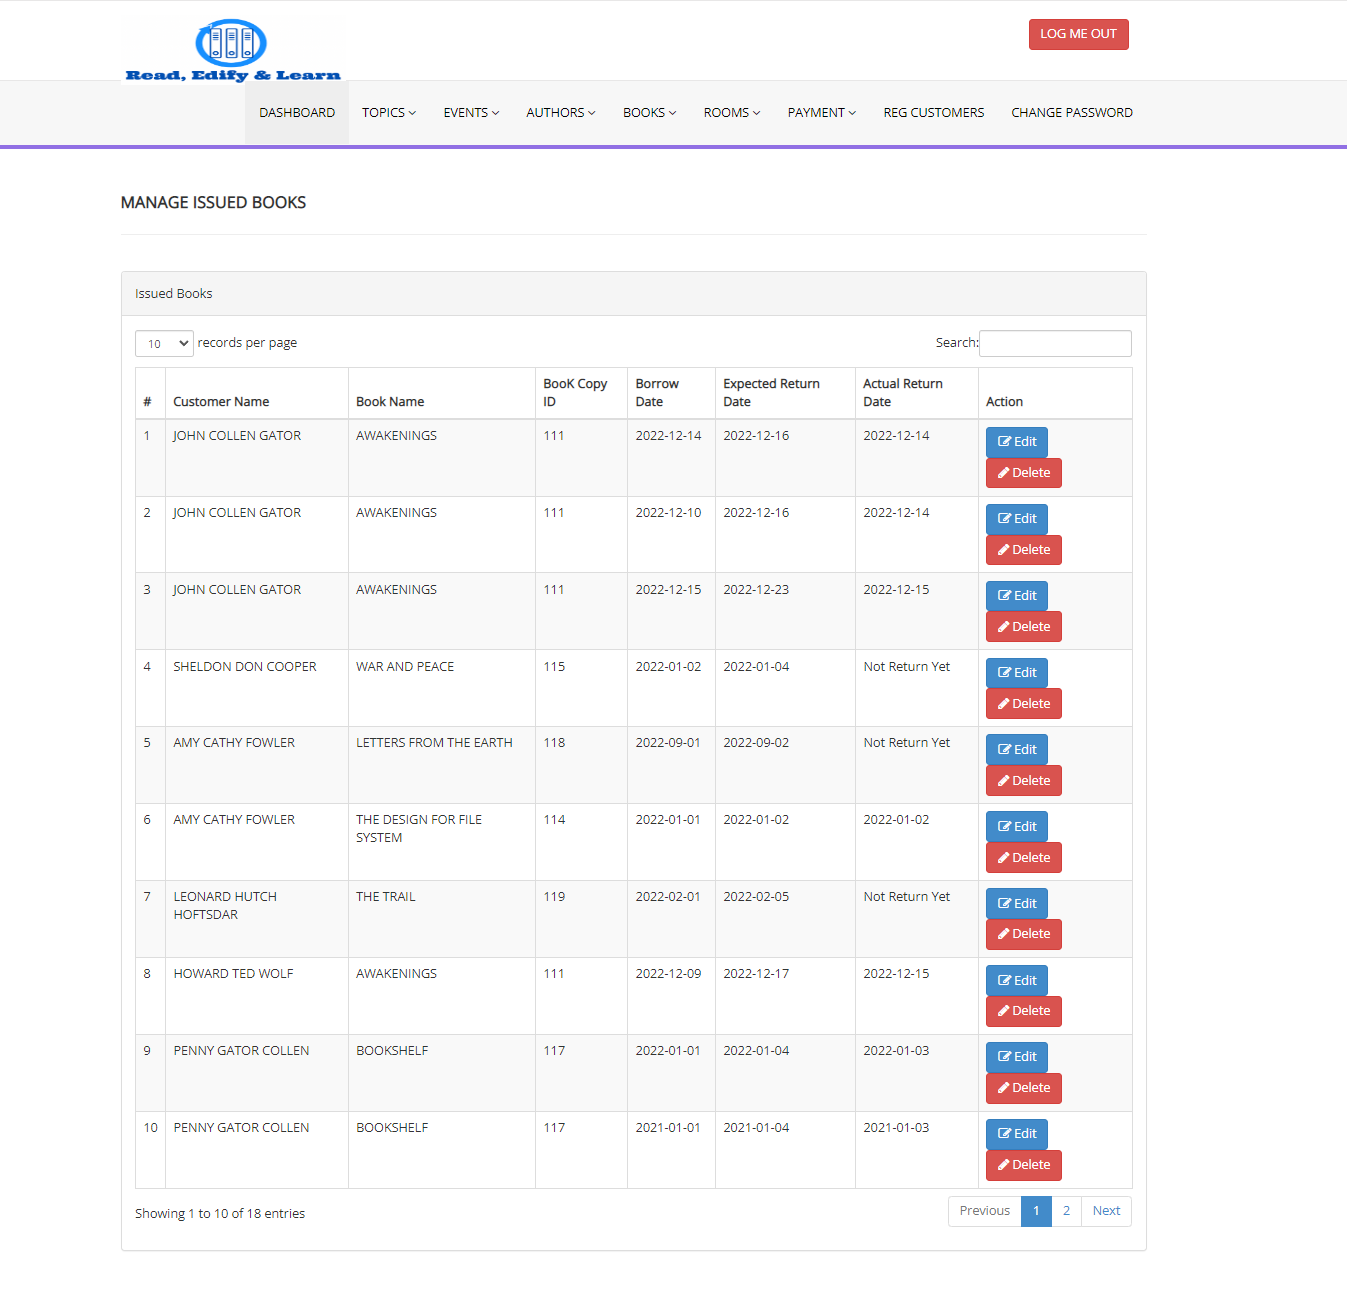 Read, Edify & Learn
LOG ME OUT
DASHBOARD TOPICS EVENTS AUTHORS BOOKS ROOMS PAYMENT REG CUSTOMERS CHANGE PASSWORD
MANAGE ISSUED BOOKS
Issued Books
10 records per page Search:
# Customer Name Book Name BooK Copy ID Borrow Date Expected Return Date Actual Return Date Action
1 JOHN COLLEN GATOR AWAKENINGS 111 2022-12-14 2022-12-16 2022-12-14 Edit
Delete
2 JOHN COLLEN GATOR AWAKENINGS 111 2022-12-10 2022-12-16 2022-12-14 Edit
Delete
3 JOHN COLLEN GATOR AWAKENINGS 111 2022-12-15 2022-12-23 2022-12-15 Edit
Delete
4 SHELDON DON COOPER WAR AND PEACE 115 2022-01-02 2022-01-04 Not Return Yet Edit
Delete
5 AMY CATHY FOWLER LETTERS FROM THE EARTH 118 2022-09-01 2022-09-02 Not Return Yet Edit
Delete
6 AMY CATHY FOWLER THE DESIGN FOR FILE SYSTEM 114 2022-01-01 2022-01-02 2022-01-02 Edit
Delete
7 LEONARD HUTCH HOFTSDAR THE TRAIL 119 2022-02-01 2022-02-05 Not Return Yet Edit
Delete
8 HOWARD TED WOLF AWAKENINGS 111 2022-12-09 2022-12-17 2022-12-15 Edit
Delete
9 PENNY GATOR COLLEN BOOKSHELF 117 2022-01-01 2022-01-04 2022-01-03 Edit
Delete
10 PENNY GATOR COLLEN BOOKSHELF 117 2021-01-01 2021-01-04 2021-01-03 Edit
Delete
Showing 1 to 10 of 18 entries Previous 1 2 Next